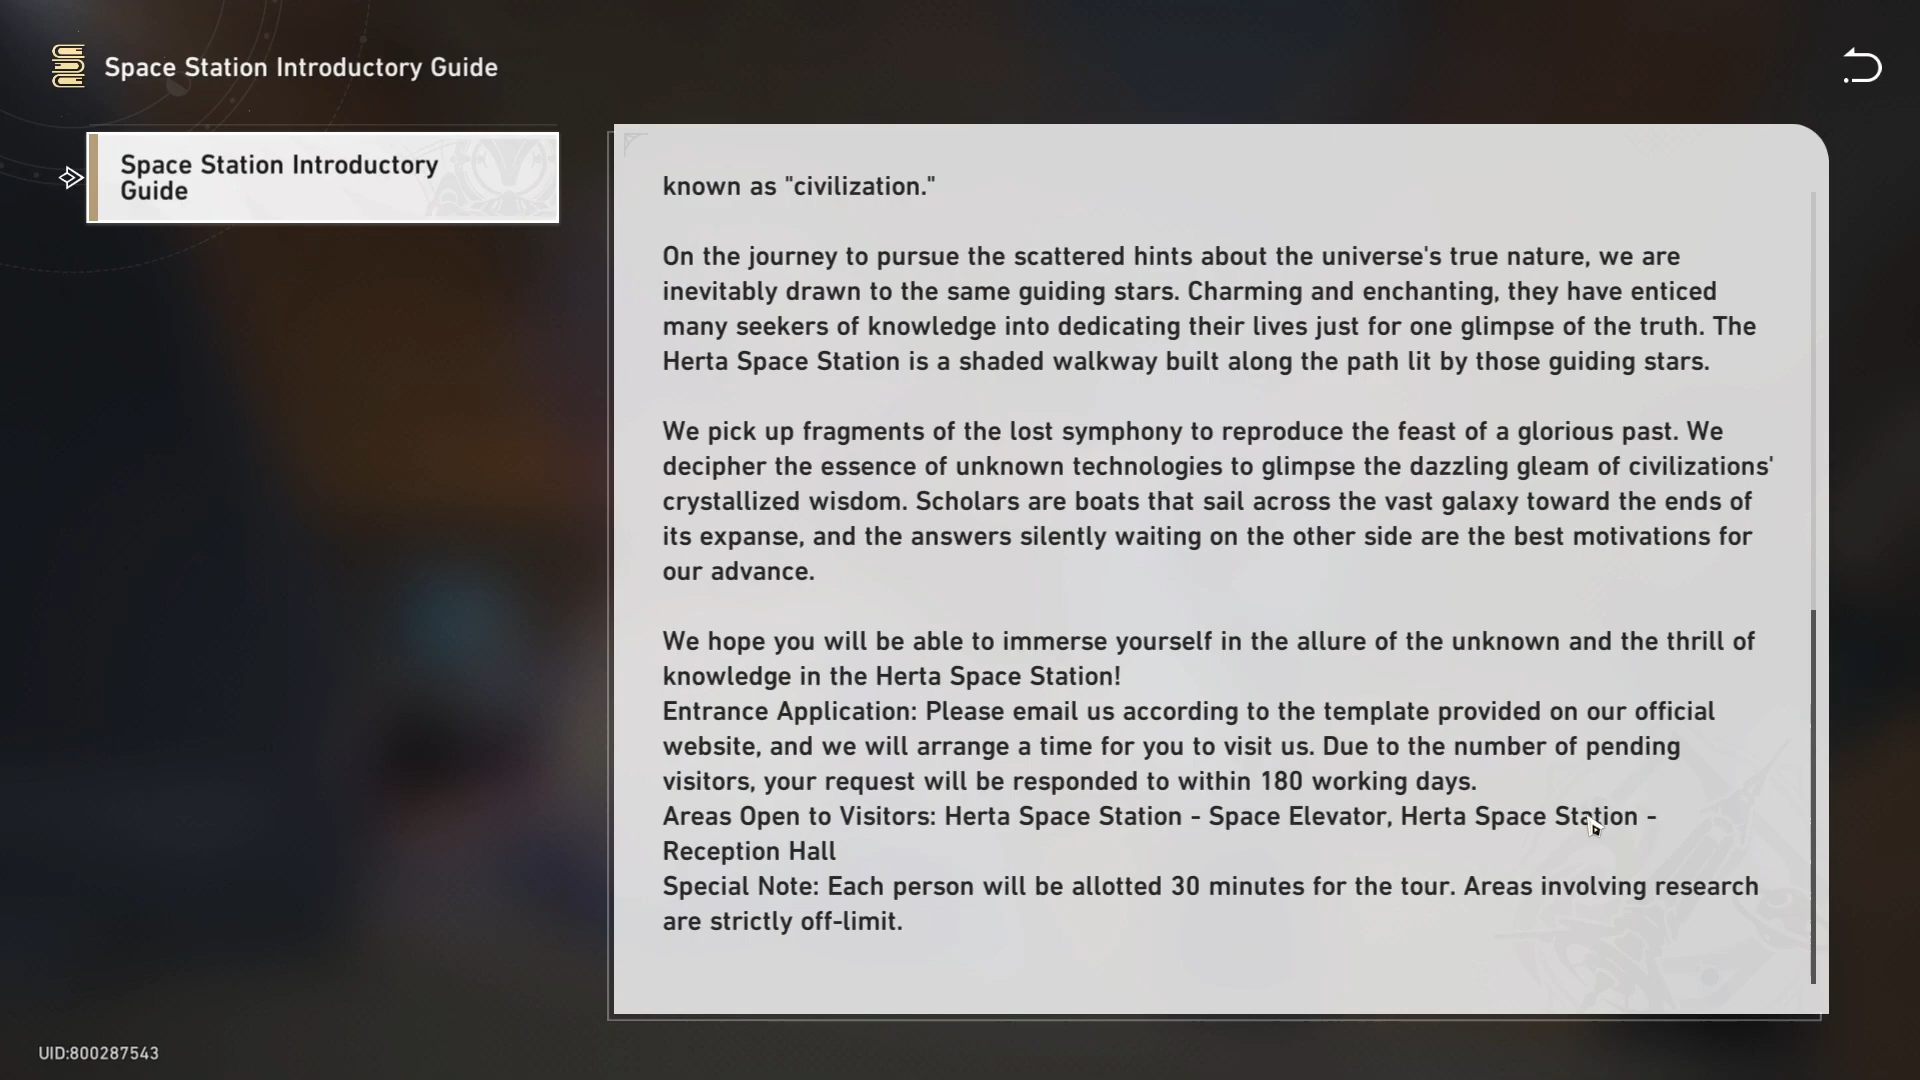 Space Station Introductory Guide
Space Station Introductory
Guide
known as "civilization."
On the journey to pursue the scattered hints about the universe's true nature, we are
inevitably drawn to the same guiding stars. Charming and enchanting, they have enticed
many seekers of knowledge into dedicating their lives just for one glimpse of the truth. The
Herta Space Station is a shaded walkway built along the path lit by those guiding stars.
We pick up fragments of the lost symphony to reproduce the feast of a glorious past. We
decipher the essence of unknown technologies to glimpse the dazzling gleam of civilizations'
crystallized wisdom. Scholars are boats that sail across the vast galaxy toward the ends of
its expanse, and the answers silently waiting on the other side are the best motivations for
our advance.
We hope you will be able to immerse yourself in the allure of the unknown and the thrill of
knowledge in the Herta Space Station!
Entrance Application: Please email us according to the template provided on our official
website, and we will arrange a time for you to visit us. Due to the number of pending
visitors, your request will be responded to within 180 working days.
Areas Open to Visitors: Herta Space Station - Space Elevator, Herta Space Station -
Reception Hall
Special Note: Each person will be allotted 30 minutes for the tour. Areas involving research
are strictly off-limit.
UID:800287543